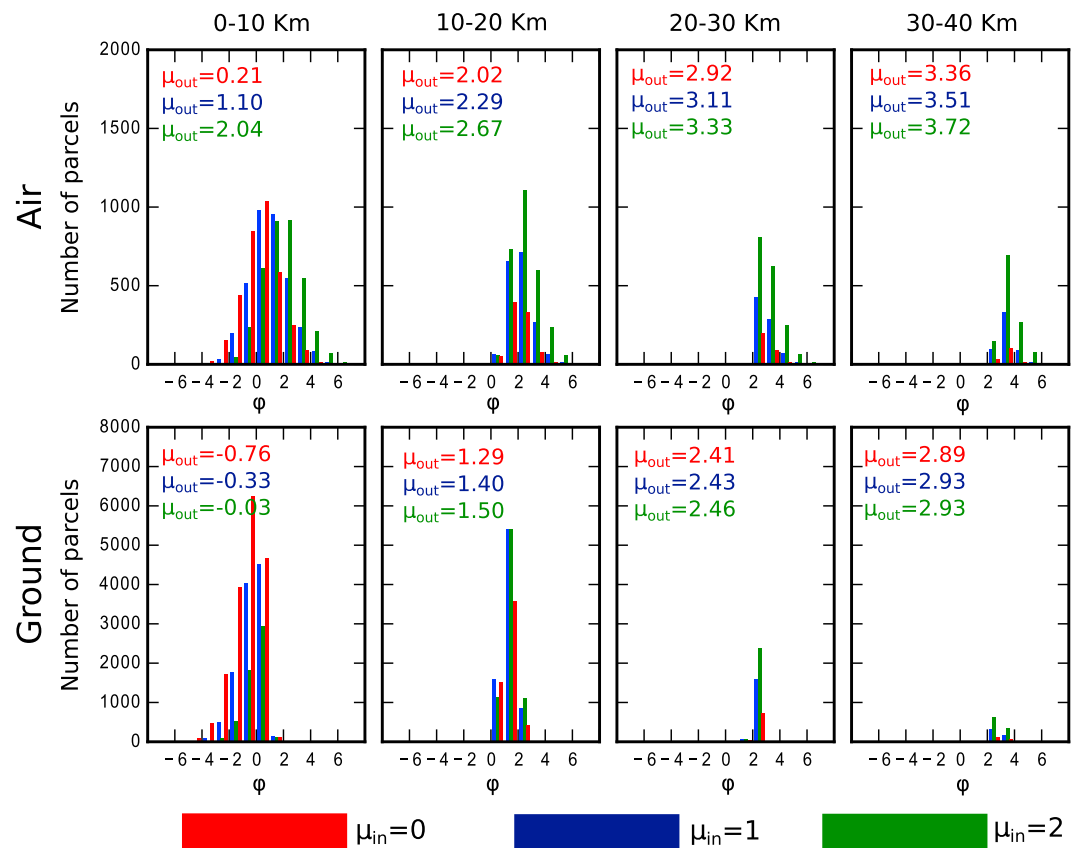 0-10 Km 10-20 Km 20-30 Km 30-40 Km
Air
Number of parcels
2000
1500
1000
500
0
μout=0.21
μout=1.10
μout=2.04
μout=2.02
μout=2.29
μout=2.67
μout=2.92
μout=3.11
μout=3.33
μout=3.36
μout=3.51
μout=3.72
−6 −4 −2 0 2 4 6
−6 −4 −2 0 2 4 6
−6 −4 −2 0 2 4 6
−6 −4 −2 0 2 4 6
φ φ φ φ
Ground
Number of parcels
8000
7000
6000
5000
4000
3000
2000
1000
0
μout=-0.76
μout=-0.33
μout=-0.03
μout=1.29
μout=1.40
μout=1.50
μout=2.41
μout=2.43
μout=2.46
μout=2.89
μout=2.93
μout=2.93
−6 −4 −2 0 2 4 6
−6 −4 −2 0 2 4 6
−6 −4 −2 0 2 4 6
−6 −4 −2 0 2 4 6
φ φ φ φ
μin=0 μin=1 μin=2